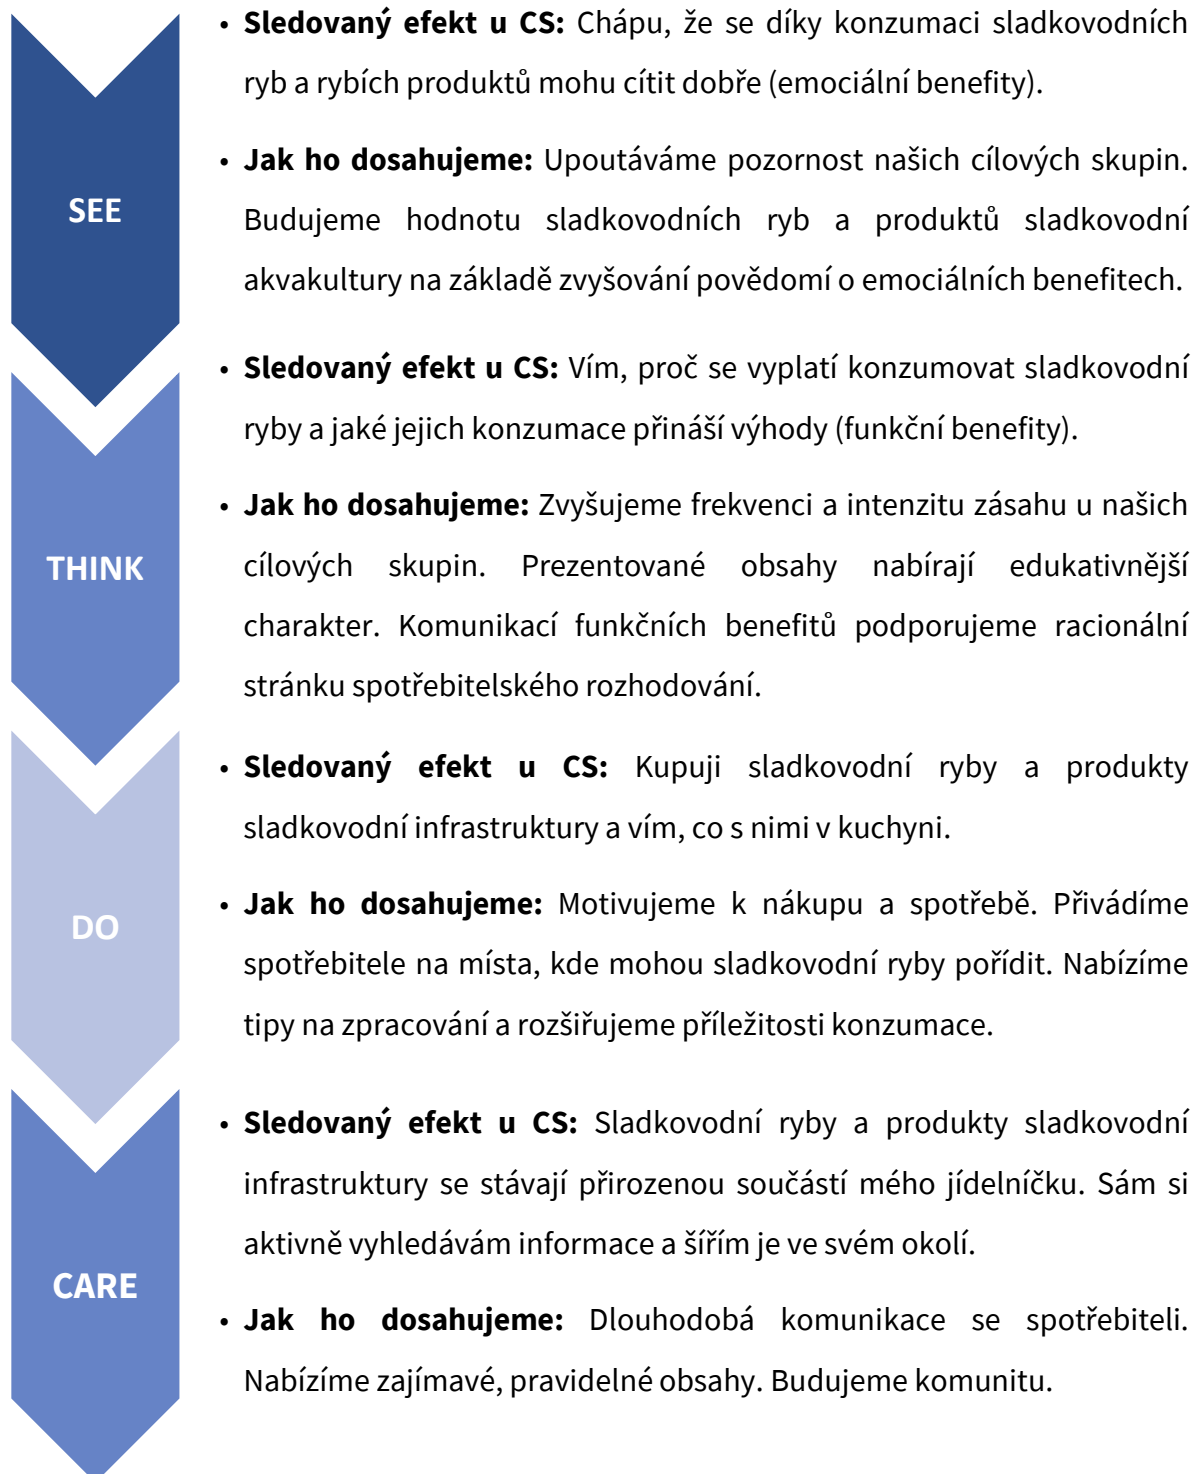 SEE
• Sledovaný efekt u CS: Chápu, že se díky konzumaci sladkovodních
ryb a rybích produktů mohu cítit dobře (emociální benefity).
• Jak ho dosahujeme: Upoutáváme pozornost našich cílových skupin.
Budujeme hodnotu sladkovodních ryb a produktů sladkovodní
akvakultury na základě zvyšování povědomí o emociálních benefitech.
THINK
• Sledovaný efekt u CS: Vím, proč se vyplatí konzumovat sladkovodní
ryby a jaké jejich konzumace přináší výhody (funkční benefity).
• Jak ho dosahujeme: Zvyšujeme frekvenci a intenzitu zásahu u našich
cílových skupin. Prezentované obsahy nabírají edukativnější
charakter. Komunikací funkčních benefitů podporujeme racionální
stránku spotřebitelského rozhodování.
DO
• Sledovaný efekt u CS: Kupuji sladkovodní ryby a produkty
sladkovodní infrastruktury a vím, co s nimi v kuchyni.
• Jak ho dosahujeme: Motivujeme k nákupu a spotřebě. Přivádíme
spotřebitele na místa, kde mohou sladkovodní ryby pořídit. Nabízíme
tipy na zpracování a rozšiřujeme příležitosti konzumace.
CARE
• Sledovaný efekt u CS: Sladkovodní ryby a produkty sladkovodní
infrastruktury se stávají přirozenou součástí mého jídelníčku. Sám si
aktivně vyhledávám informace a šířím je ve svém okolí.
• Jak ho dosahujeme: Dlouhodobá komunikace se spotřebiteli.
Nabízíme zajímavé, pravidelné obsahy. Budujeme komunitu.